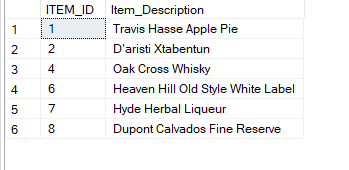 ITEM_ID Item_Description
1 1 Travis Hasse Apple Pie
2 2 D'aristi Xtabentun
3 4 Oak Cross Whisky
4 6 Heaven Hill Old Style White Label
5 7 Hyde Herbal Liqueur
6 8 Dupont Calvados Fine Reserve